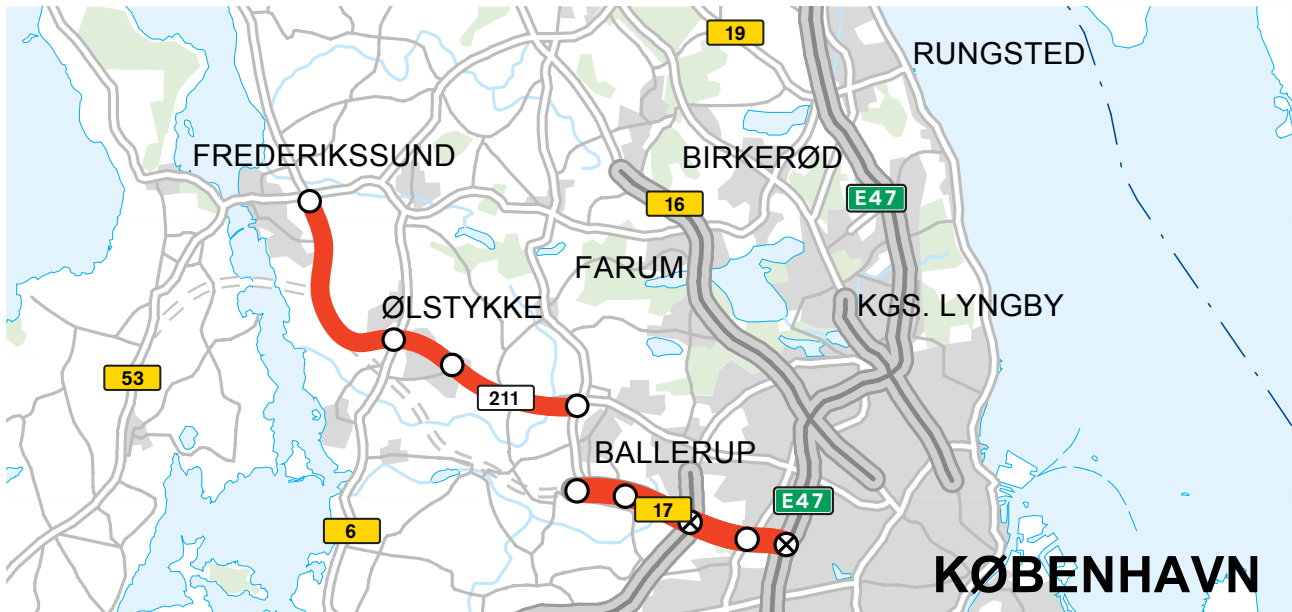 19
RUNGSTED
FREDERIKSSUND
BIRKERØD
E47
16
FARUM
ØLSTYKKE
KGS. LYNGBY
53
211
BALLERUP
E47
17
6
KØBENHAVN